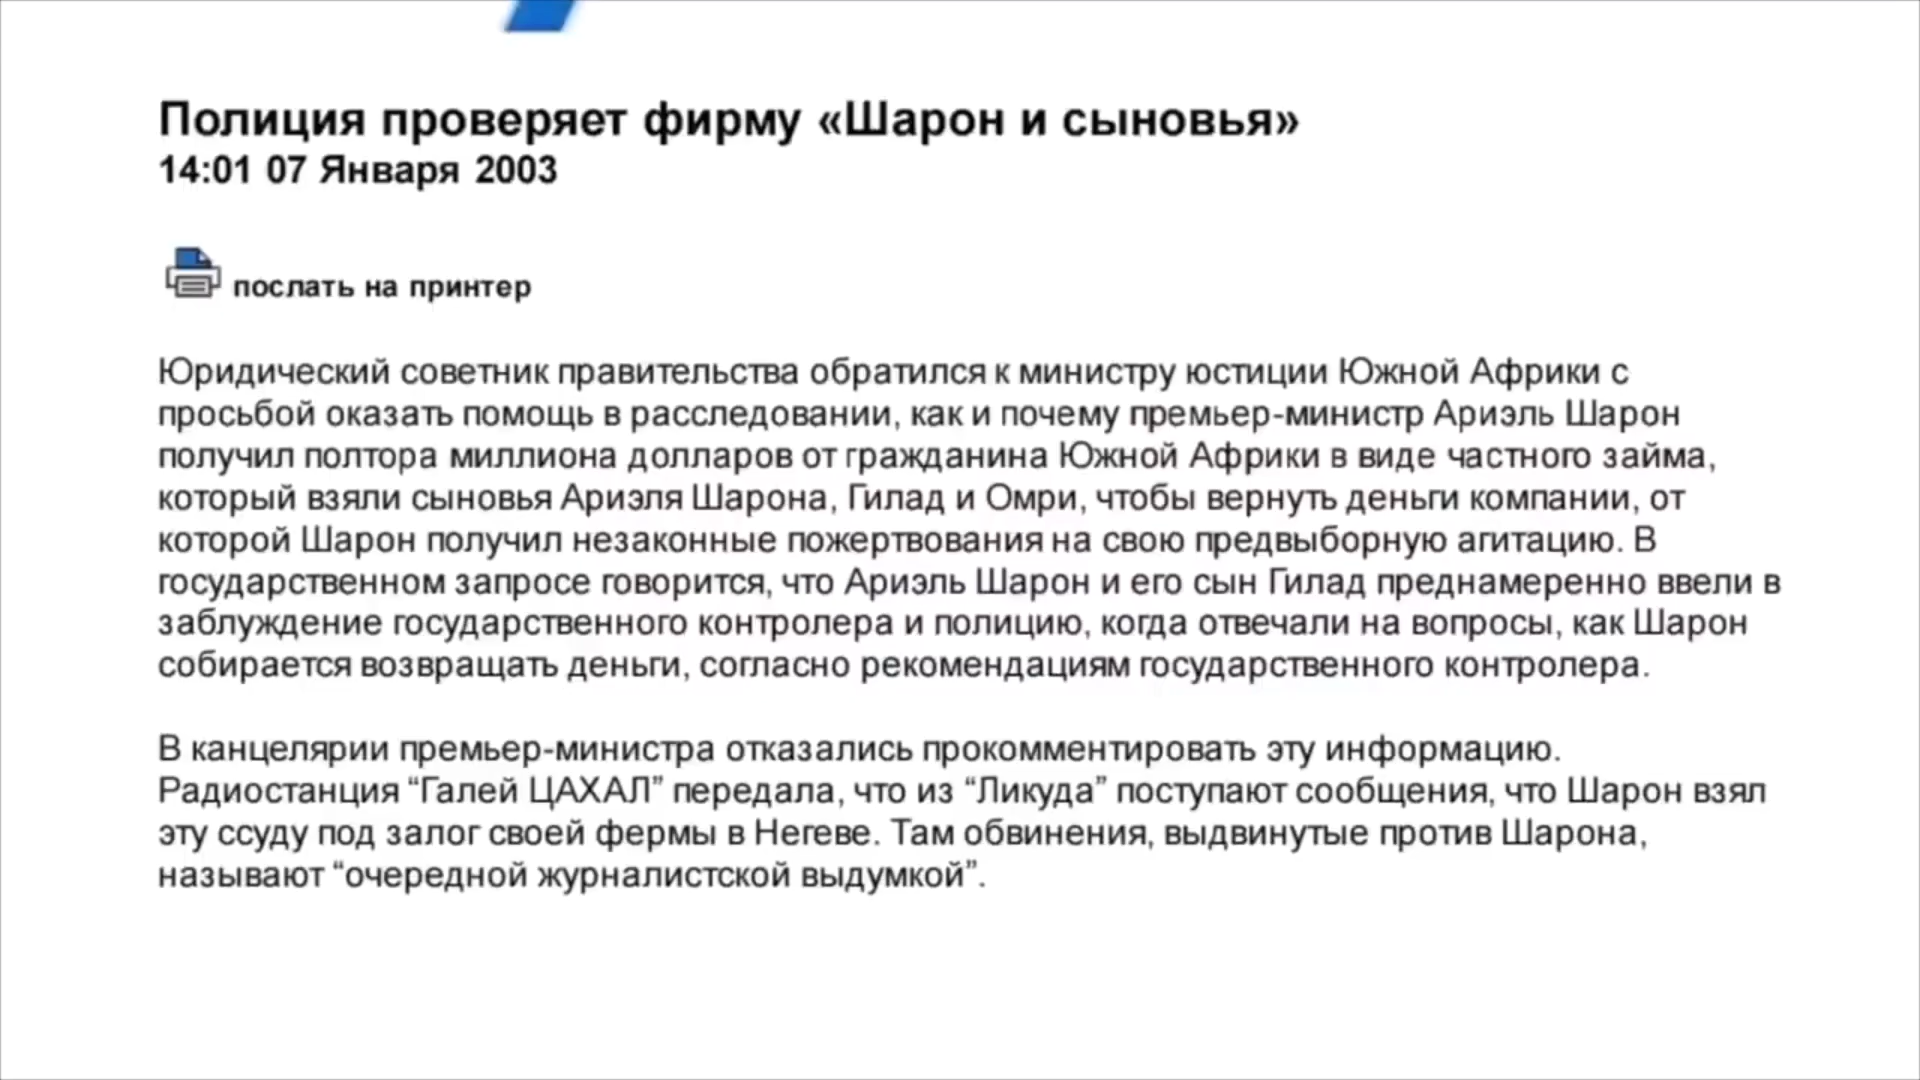 Полиция проверяет фирму «Шарон и сыновья»
14:01 07 Января 2003
послать на принтер
Юридический советник правительства обратился к министру юстиции Южной Африки с
просьбой оказать помощь в расследовании, как и почему премьер-министр Ариэль Шарон
получил полтора миллиона долларов от гражданина Южной Африки в виде частного займа,
который взяли сыновья Ариэля Шарона, Гилад и Омри, чтобы вернуть деньги компании, от
которой Шарон получил незаконные пожертвования на свою предвыборную агитацию. В
государственном запросе говорится, что Ариэль Шарон и его сын Гилад преднамеренно ввели в
заблуждение государственного контролера и полицию, когда отвечали на вопросы, как Шарон
собирается возвращать деньги, согласно рекомендациям государственного контролера.
В канцелярии премьер-министра отказались прокомментировать эту информацию.
Радиостанция “Галей ЦАХАЛ” передала, что из “Ликуда” поступают сообщения, что Шарон взял
эту ссуду под залог своей фермы в Негеве. Там обвинения, выдвинутые против Шарона,
называют “очередной журналистской выдумкой”.